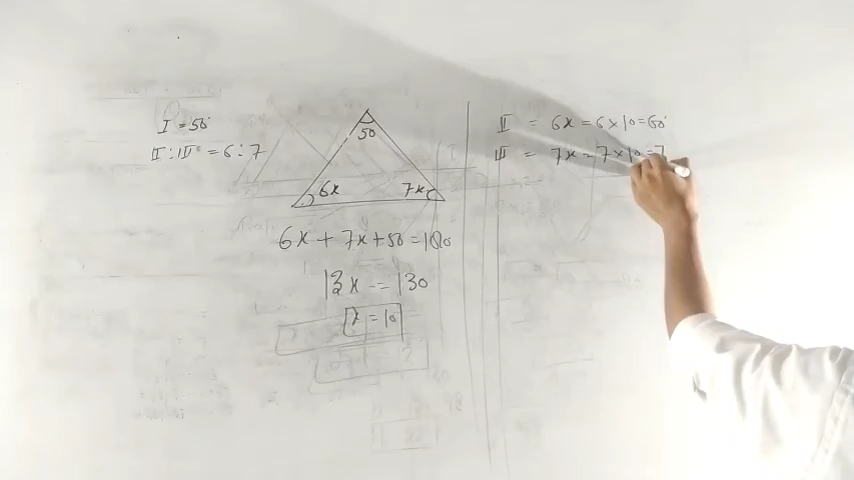 I = 50°
II : III = 6 : 7
50
6x
7x
6x + 7x + 50 = 180
13x = 130
x = 10
II = 6x = 6 × 10 = 60°
III = 7x = 7 × 10 = 7